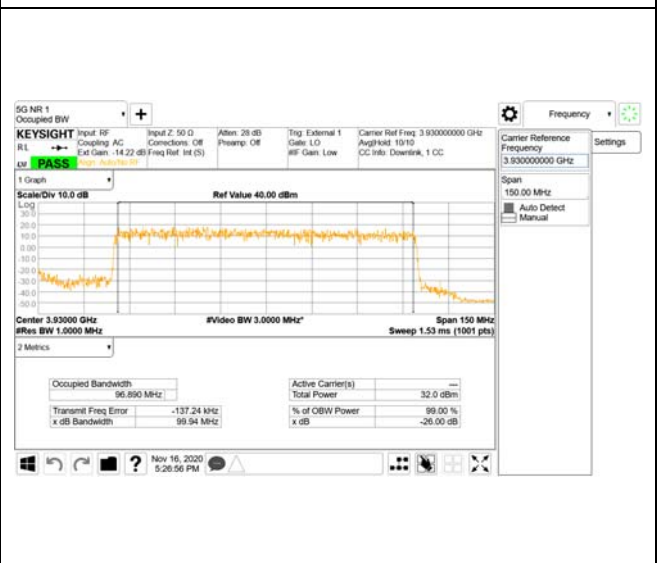 5G NR 1
Occupied BW
Frequency
KEYSIGHT
Input: RF
Coupling: AC
Ext Gain: -14.22 dB
Align: Auto/No RF
Input Z: 50 Ω
Corrections: Off
Freq Ref: Int (S)
Atten: 28 dB
Preamp: Off
Trig: External 1
Gate: LO
#IF Gain: Low
Carrier Ref Freq: 3.930000000 GHz
Avg|Hold: 10/10
CC Info: Downlink, 1 CC
RL
PASS
Carrier Reference
Frequency
3.930000000 GHz
Settings
Span
150.00 MHz
Auto Detect
Manual
1 Graph
Scale/Div 10.0 dB
Ref Value 40.00 dBm
Log
30.0
20.0
10.0
0.00
-10.0
-20.0
-30.0
-40.0
-50.0
Center 3.93000 GHz
#Video BW 3.0000 MHz*
Span 150 MHz
#Res BW 1.0000 MHz
Sweep 1.53 ms (1001 pts)
2 Metrics
Occupied Bandwidth
96.890 MHz
Active Carrier(s)
---
Total Power
32.0 dBm
Transmit Freq Error
-137.24 kHz
% of OBW Power
99.00 %
x dB Bandwidth
99.94 MHz
x dB
-26.00 dB
?
Nov 16, 2020
5:26:56 PM